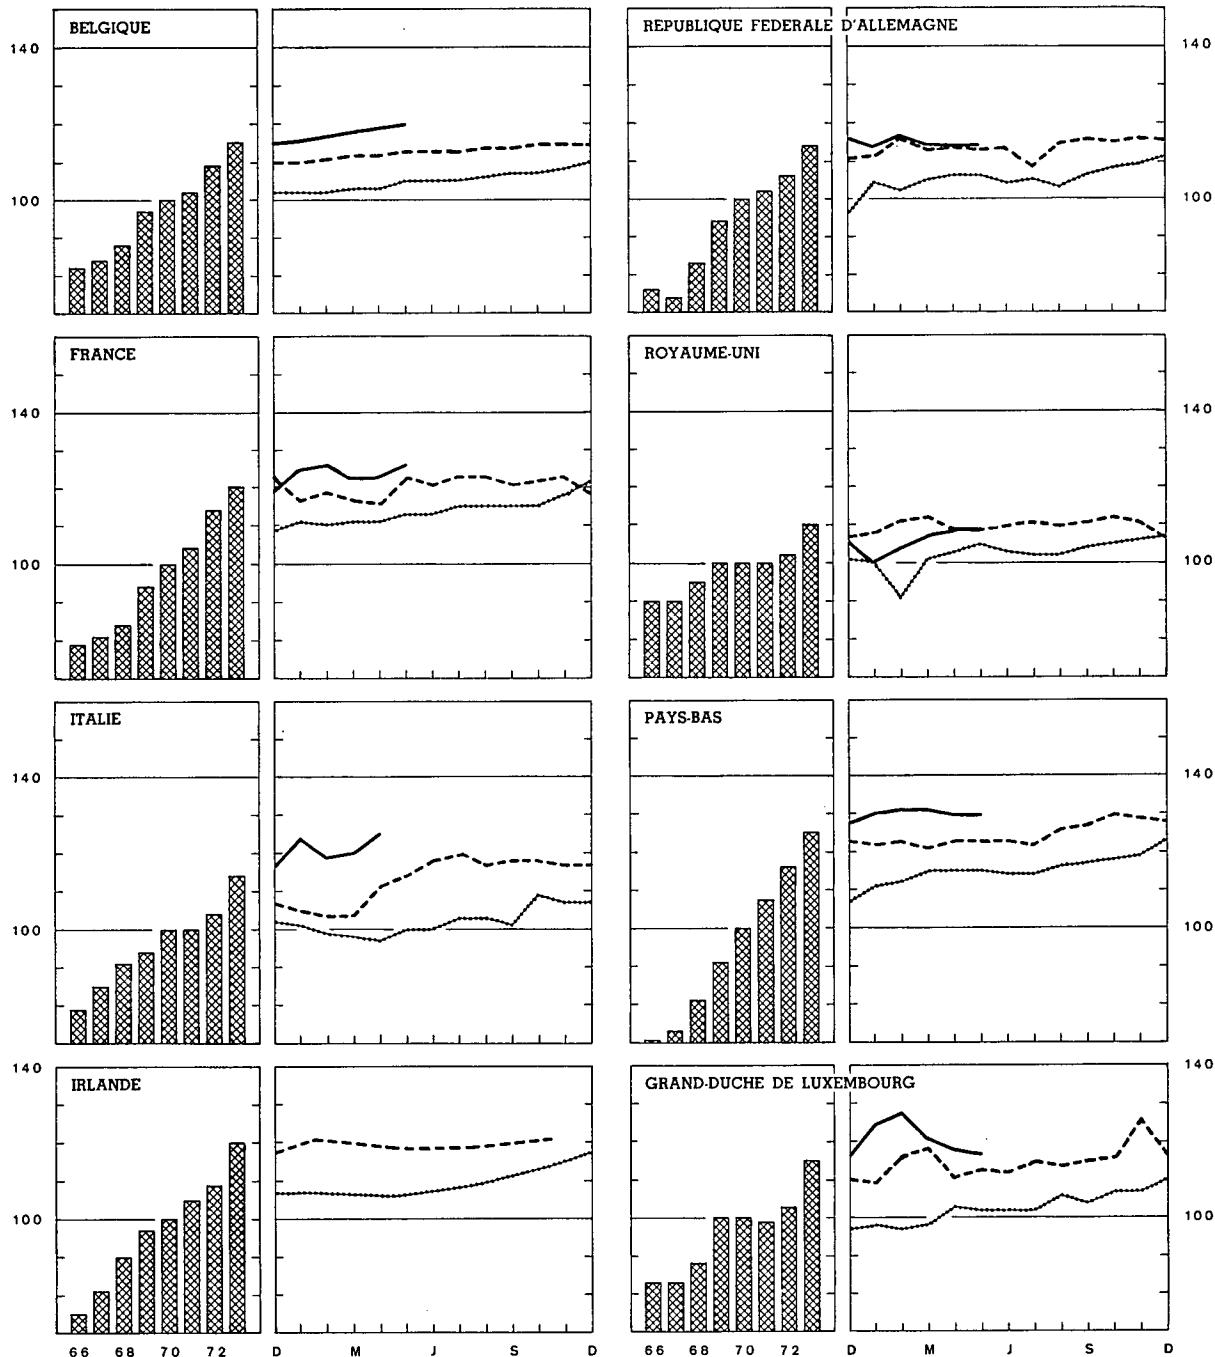 BELGIQUE
REPUBLIQUE FEDERALE D'ALLEMAGNE
140
140
100
100
FRANCE
ROYAUME-UNI
140
140
100
100
ITALIE
PAYS-BAS
140
140
100
100
140
140
IRLANDE
GRAND-DUCHE DE LUXEMBOURG
100
100
66 68 70 72 D M J S D 66 68 70 72 D M J S D